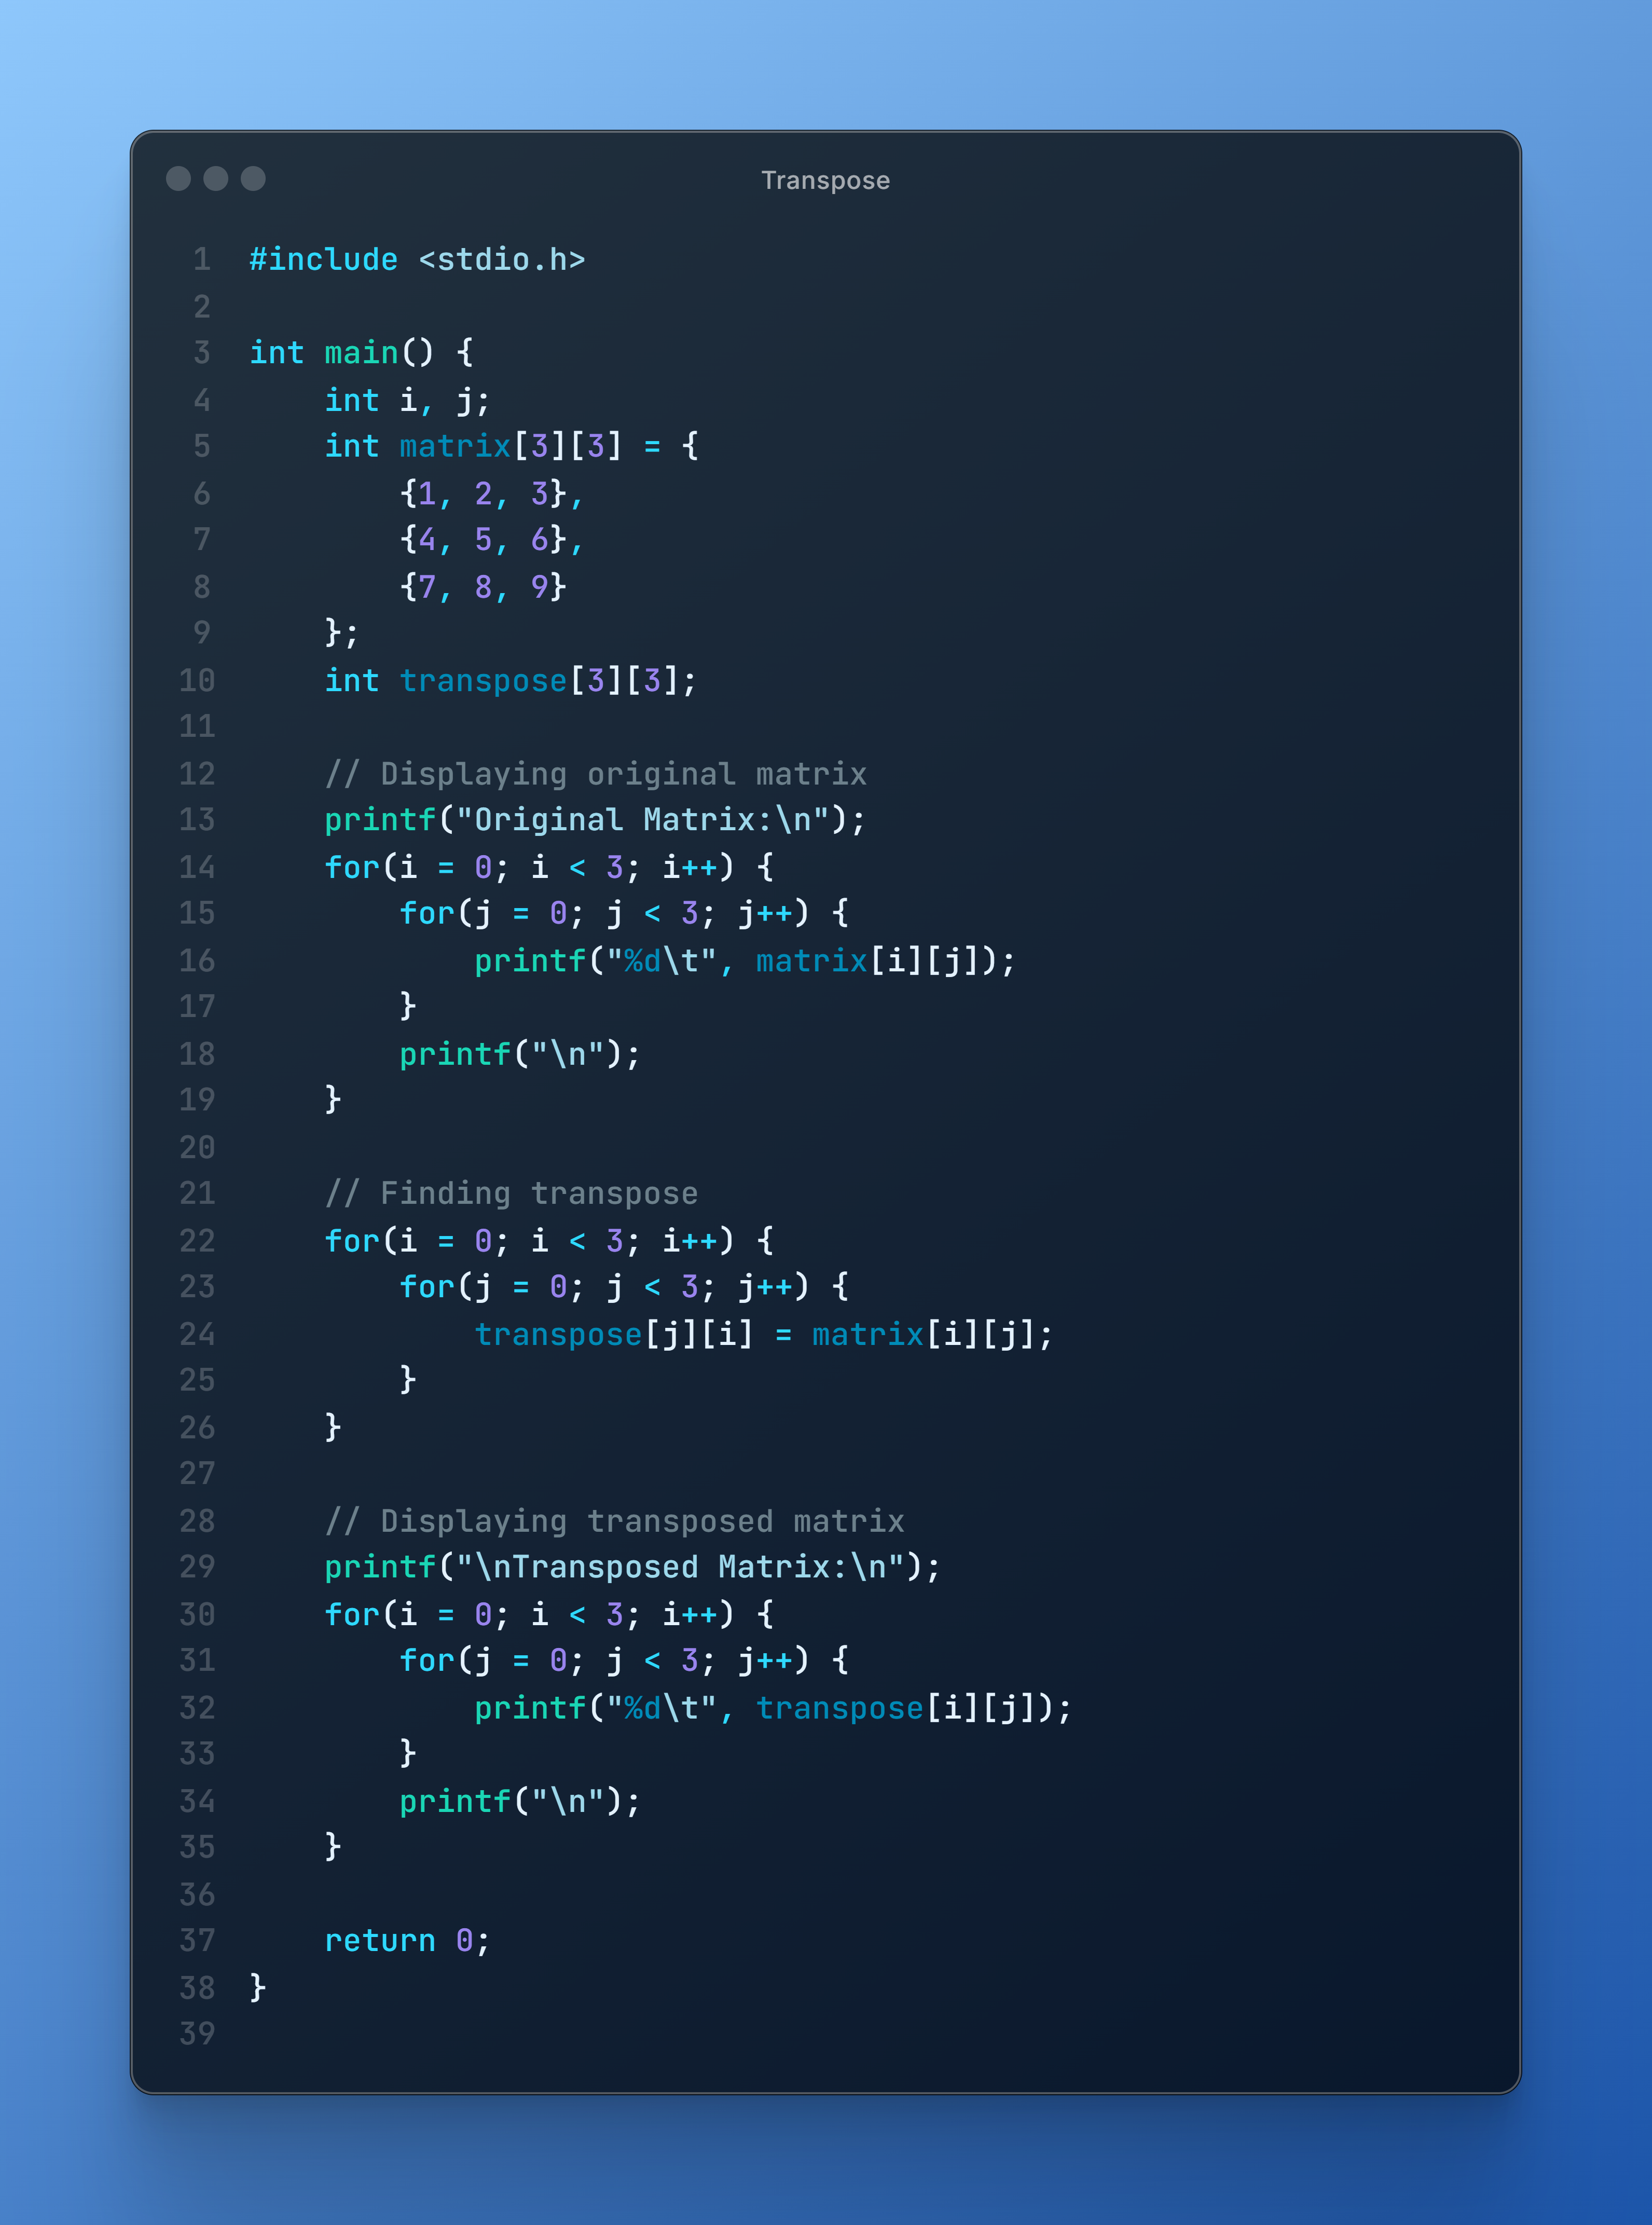 Transpose
1 #include <stdio.h>
2
3 int main() {
4     int i, j;
5     int matrix[3][3] = {
6         {1, 2, 3},
7         {4, 5, 6},
8         {7, 8, 9}
9     };
10     int transpose[3][3];
11
12     // Displaying original matrix
13     printf("Original Matrix:\n");
14     for(i = 0; i < 3; i++) {
15         for(j = 0; j < 3; j++) {
16             printf("%d\t", matrix[i][j]);
17         }
18         printf("\n");
19     }
20
21     // Finding transpose
22     for(i = 0; i < 3; i++) {
23         for(j = 0; j < 3; j++) {
24             transpose[j][i] = matrix[i][j];
25         }
26     }
27
28     // Displaying transposed matrix
29     printf("\nTransposed Matrix:\n");
30     for(i = 0; i < 3; i++) {
31         for(j = 0; j < 3; j++) {
32             printf("%d\t", transpose[i][j]);
33         }
34         printf("\n");
35     }
36
37     return 0;
38 }
39